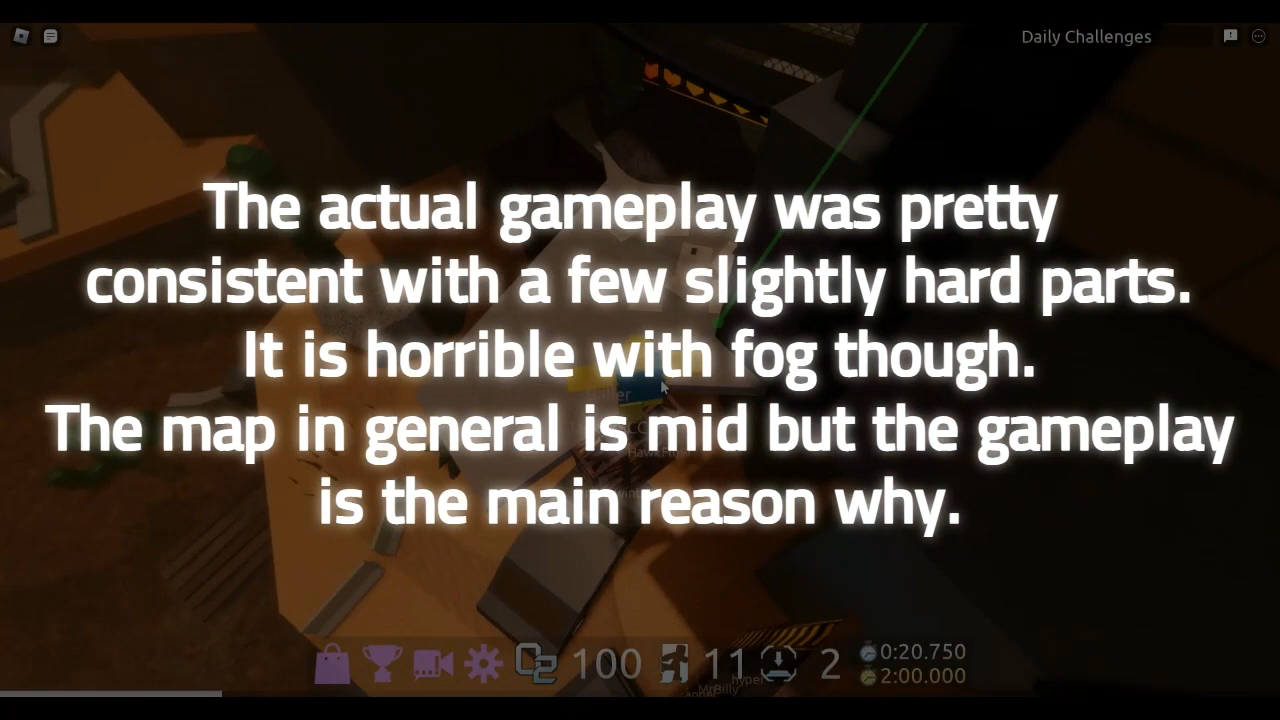 Daily Challenges
The actual gameplay was pretty
consistent with a few slightly hard parts.
It is horrible with fog though.
The map in general is mid but the gameplay
is the main reason why.
100
11
2
0:20.750
2:00.000
hyper
MrBilly